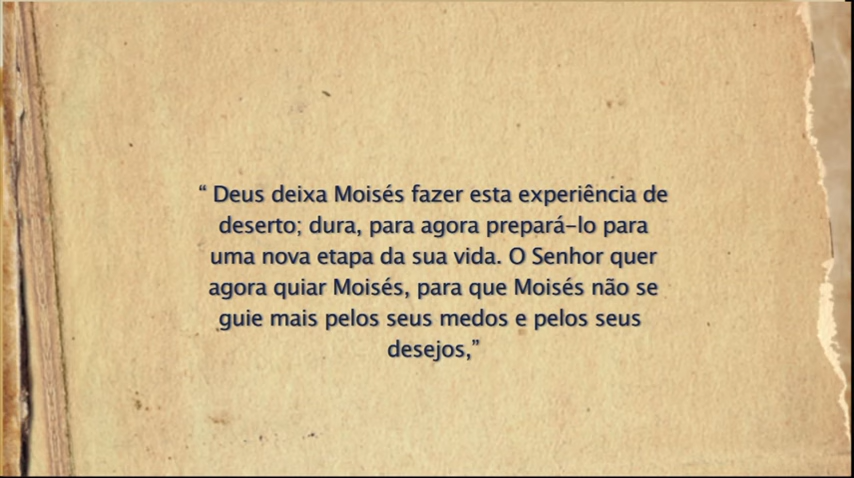 “ Deus deixa Moisés fazer esta experiência de
deserto; dura, para agora prepará-lo para
uma nova etapa da sua vida. O Senhor quer
agora quiar Moisés, para que Moisés não se
guie mais pelos seus medos e pelos seus
desejos,”